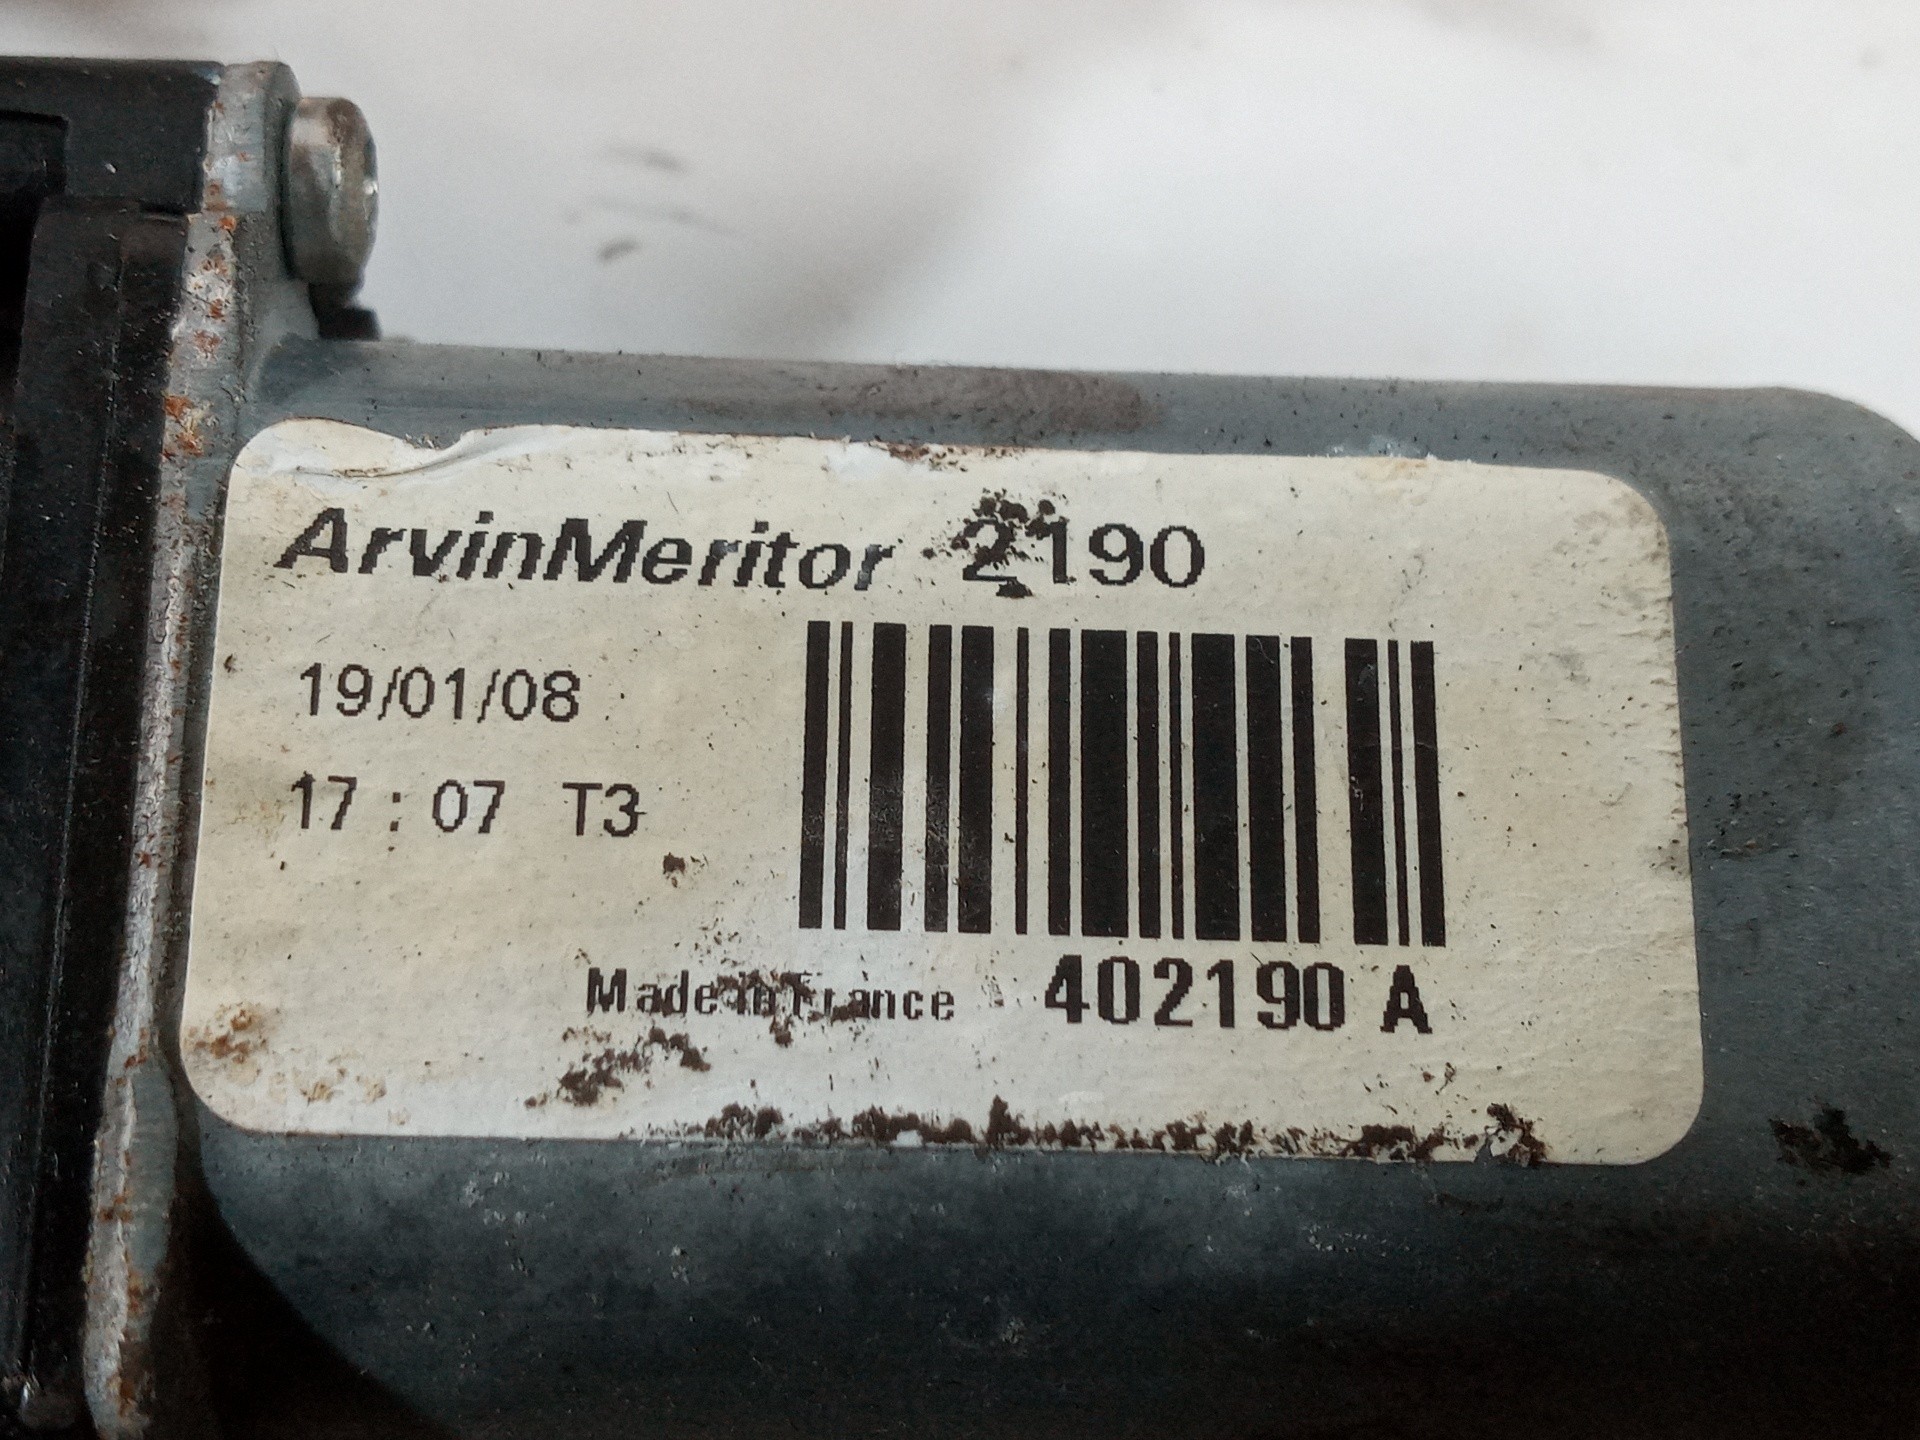 ArvinMeritor 2190
19/01/08
17 : 07 T3
Made in France 402190 A